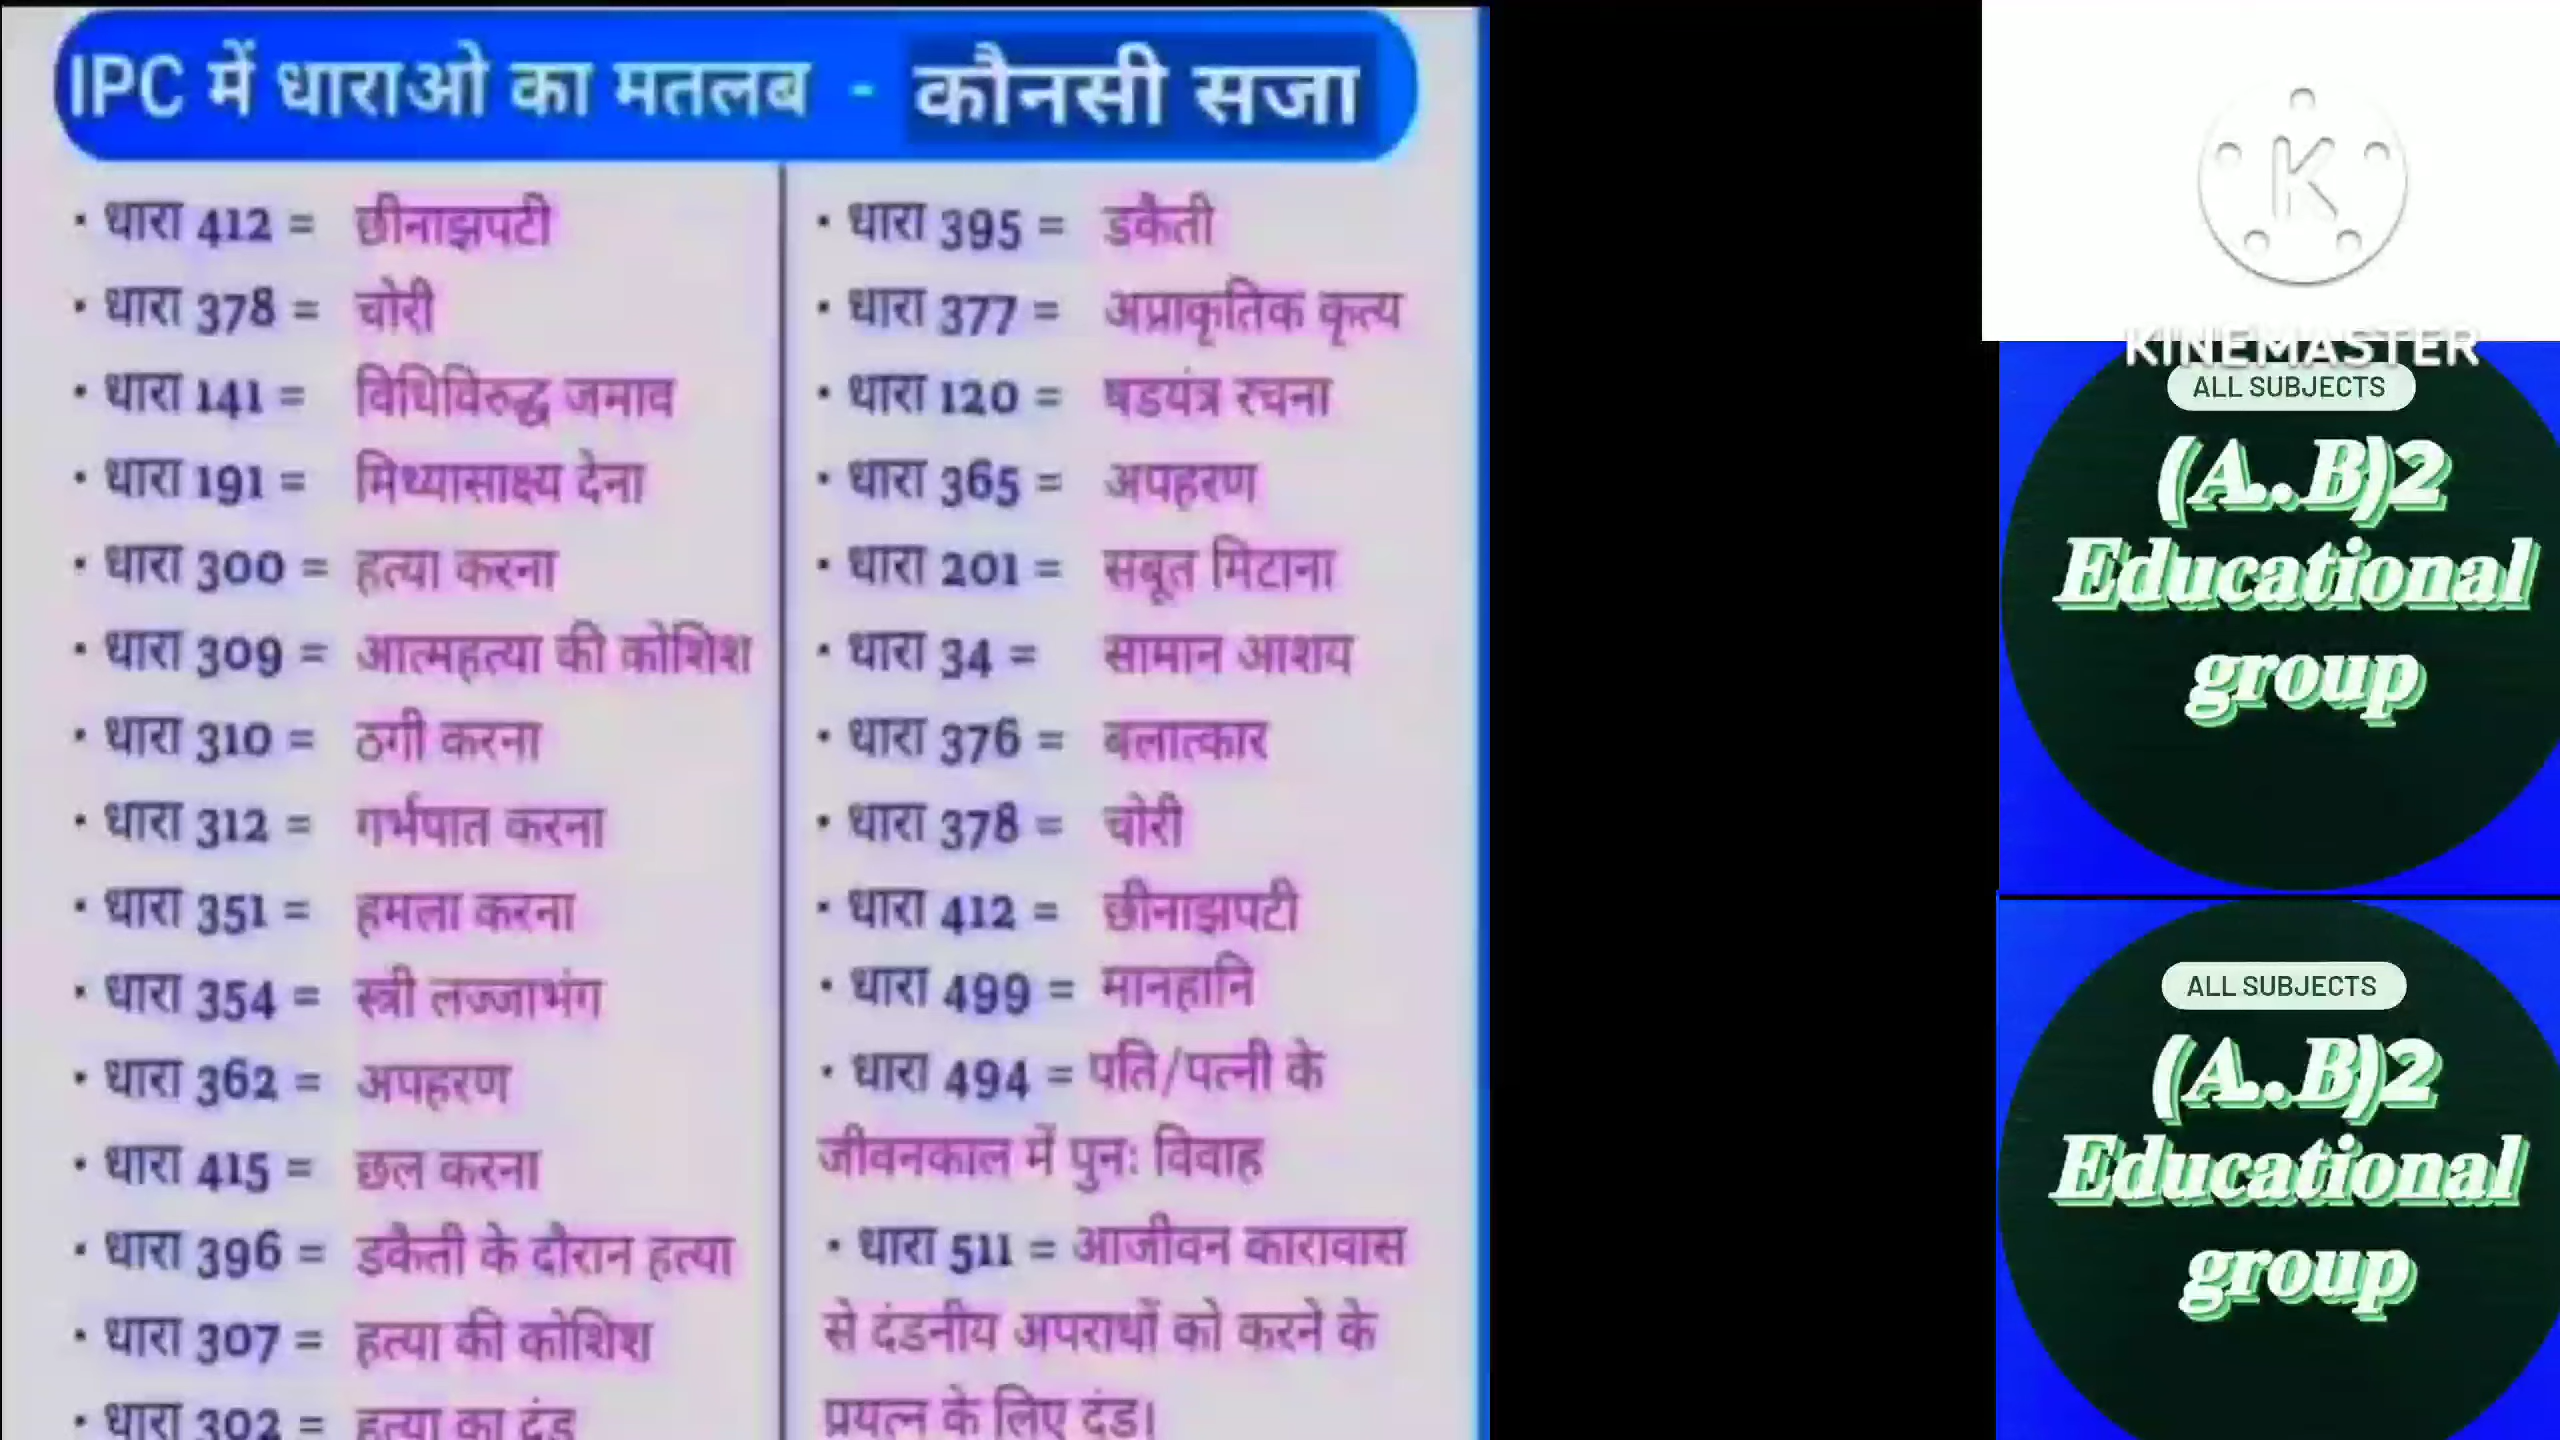 IPC में धाराओ का मतलब - कौनसी सजा
• धारा 412 = छीनाझपटी
• धारा 378 = चोरी
• धारा 141 = विधिविरुद्ध जमाव
• धारा 191 = मिथ्यासाक्ष्य देना
• धारा 300 = हत्या करना
• धारा 309 = आत्महत्या की कोशिश
• धारा 310 = ठगी करना
• धारा 312 = गर्भपात करना
• धारा 351 = हमला करना
• धारा 354 = स्त्री लज्जाभंग
• धारा 362 = अपहरण
• धारा 415 = छल करना
• धारा 396 = डकैती के दौरान हत्या
• धारा 307 = हत्या की कोशिश
• धारा 302 = हत्या का दंड
• धारा 395 = डकैती
• धारा 377 = अप्राकृतिक कृत्य
• धारा 120 = षडयंत्र रचना
• धारा 365 = अपहरण
• धारा 201 = सबूत मिटाना
• धारा 34 = सामान आशय
• धारा 376 = बलात्कार
• धारा 378 = चोरी
• धारा 412 = छीनाझपटी
• धारा 499 = मानहानि
• धारा 494 = पति/पत्नी के
जीवनकाल में पुनः विवाह
• धारा 511 = आजीवन कारावास
से दंडनीय अपराधों को करने के
प्रयत्न के लिए दंड।
K
KINEMASTER
ALL SUBJECTS
(A..B)2
Educational
group
ALL SUBJECTS
(A..B)2
Educational
group